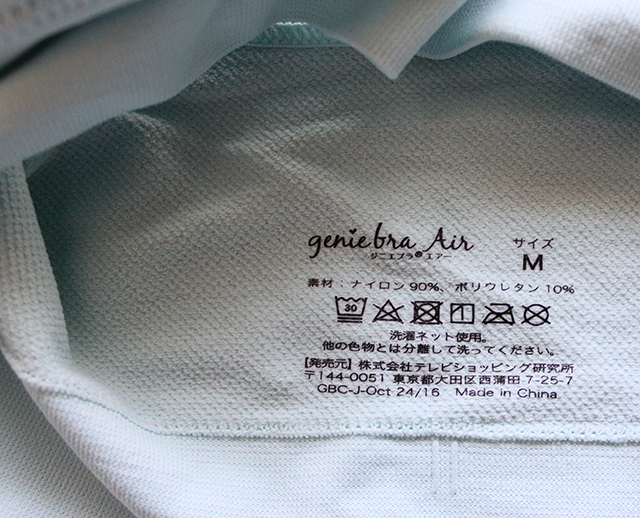 genie bra Air
ジニエブラ® エアー
サイズ
M
素材：ナイロン 90%、ポリウレタン 10%
30
洗濯ネット使用。
他の色物とは分離して洗ってください。
【発売元】株式会社テレビショッピング研究所
〒144-0051 東京都大田区西蒲田 7-25-7
GBC-J-Oct 24/16 Made in China